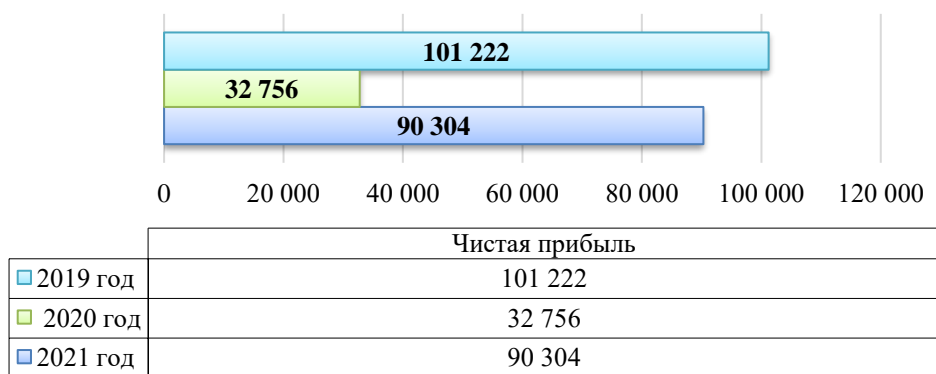 101 222
32 756
90 304
0 20 000 40 000 60 000 80 000 100 000 120 000
Чистая прибыль
2019 год 101 222
2020 год 32 756
2021 год 90 304